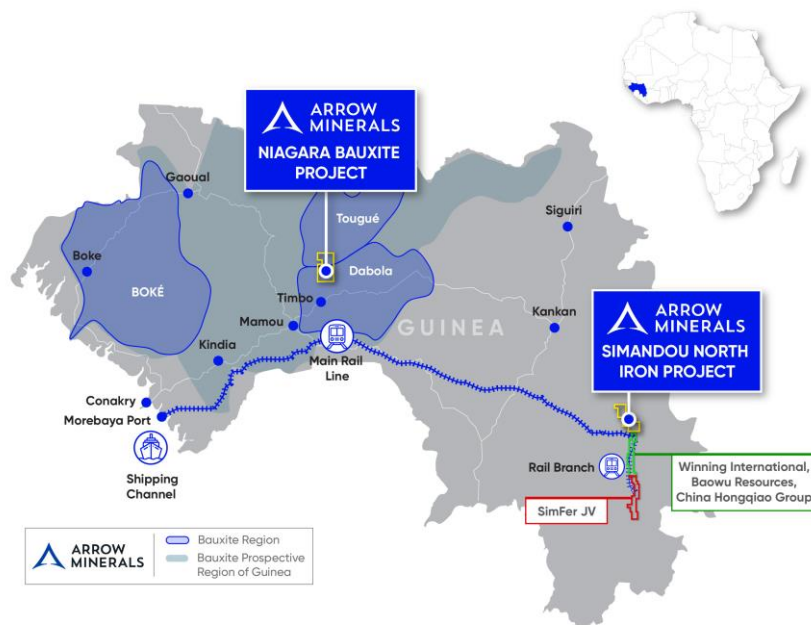 ARROW
MINERALS
NIAGARA BAUXITE
PROJECT
Gaoual
Tougué
Siguiri
Boke
BOKÉ
Dabola
Timbo
Mamou
GUINEA
Kankan
ARROW
MINERALS
SIMANDOU NORTH
IRON PROJECT
Kindia
Main Rail
Line
Conakry
Morebaya Port
Shipping
Channel
Rail Branch
Winning International,
Baowu Resources,
China Hongqiao Group
SimFer JV
ARROW
MINERALS
Bauxite Region
Bauxite Prospective
Region of Guinea